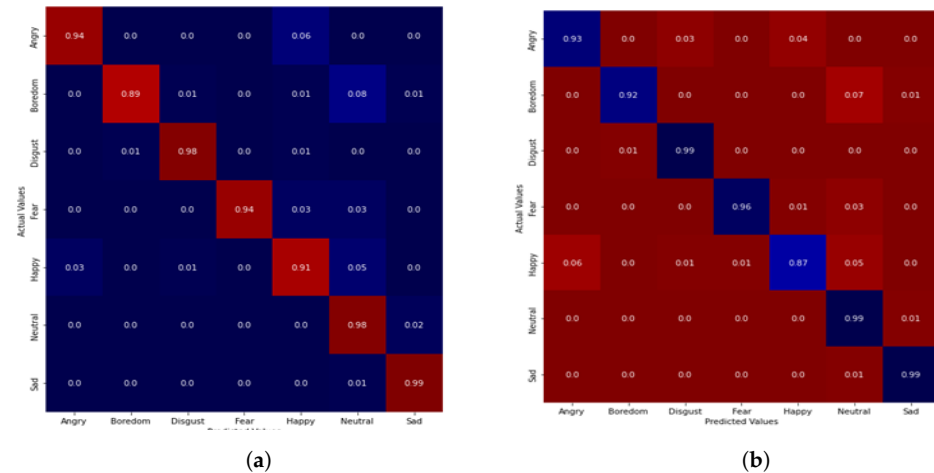 Actual Values
Angry 0.94 0.0 0.0 0.0 0.06 0.0 0.0
Boredom 0.0 0.89 0.01 0.0 0.01 0.08 0.01
Disgust 0.0 0.01 0.98 0.0 0.01 0.0 0.0
Fear 0.0 0.0 0.0 0.94 0.03 0.03 0.0
Happy 0.03 0.0 0.01 0.0 0.91 0.05 0.0
Neutral 0.0 0.0 0.0 0.0 0.0 0.98 0.02
Sad 0.0 0.0 0.0 0.0 0.0 0.01 0.99
Angry Boredom Disgust Fear Happy Neutral Sad
Predicted Values
(a)
Actual Values
Angry 0.93 0.0 0.03 0.0 0.04 0.0 0.0
Boredom 0.0 0.92 0.0 0.0 0.0 0.07 0.01
Disgust 0.0 0.01 0.99 0.0 0.0 0.0 0.0
Fear 0.0 0.0 0.0 0.96 0.01 0.03 0.0
Happy 0.06 0.0 0.01 0.01 0.87 0.05 0.0
Neutral 0.0 0.0 0.0 0.0 0.0 0.99 0.01
Sad 0.0 0.0 0.0 0.0 0.0 0.01 0.99
Angry Boredom Disgust Fear Happy Neutral Sad
Predicted Values
(b)